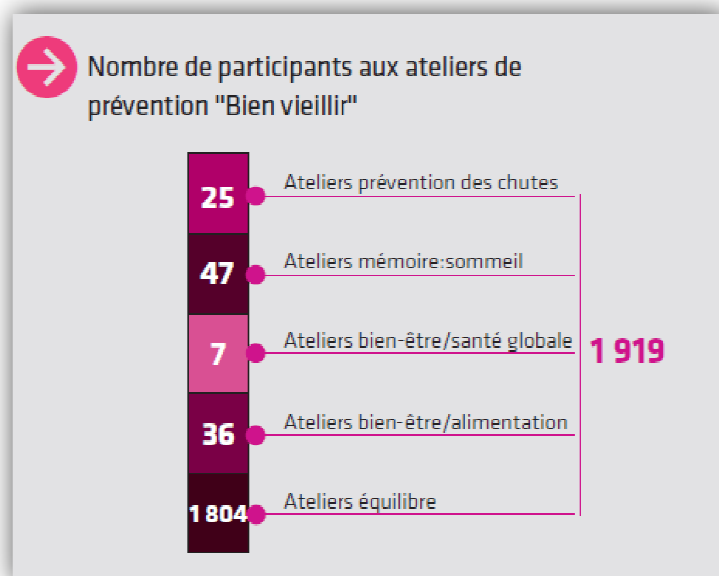 Nombre de participants aux ateliers de
prévention "Bien vieillir"
25 Ateliers prévention des chutes
47 Ateliers mémoire:sommeil
7 Ateliers bien-être/santé globale
1 919
36 Ateliers bien-être/alimentation
1 804 Ateliers équilibre